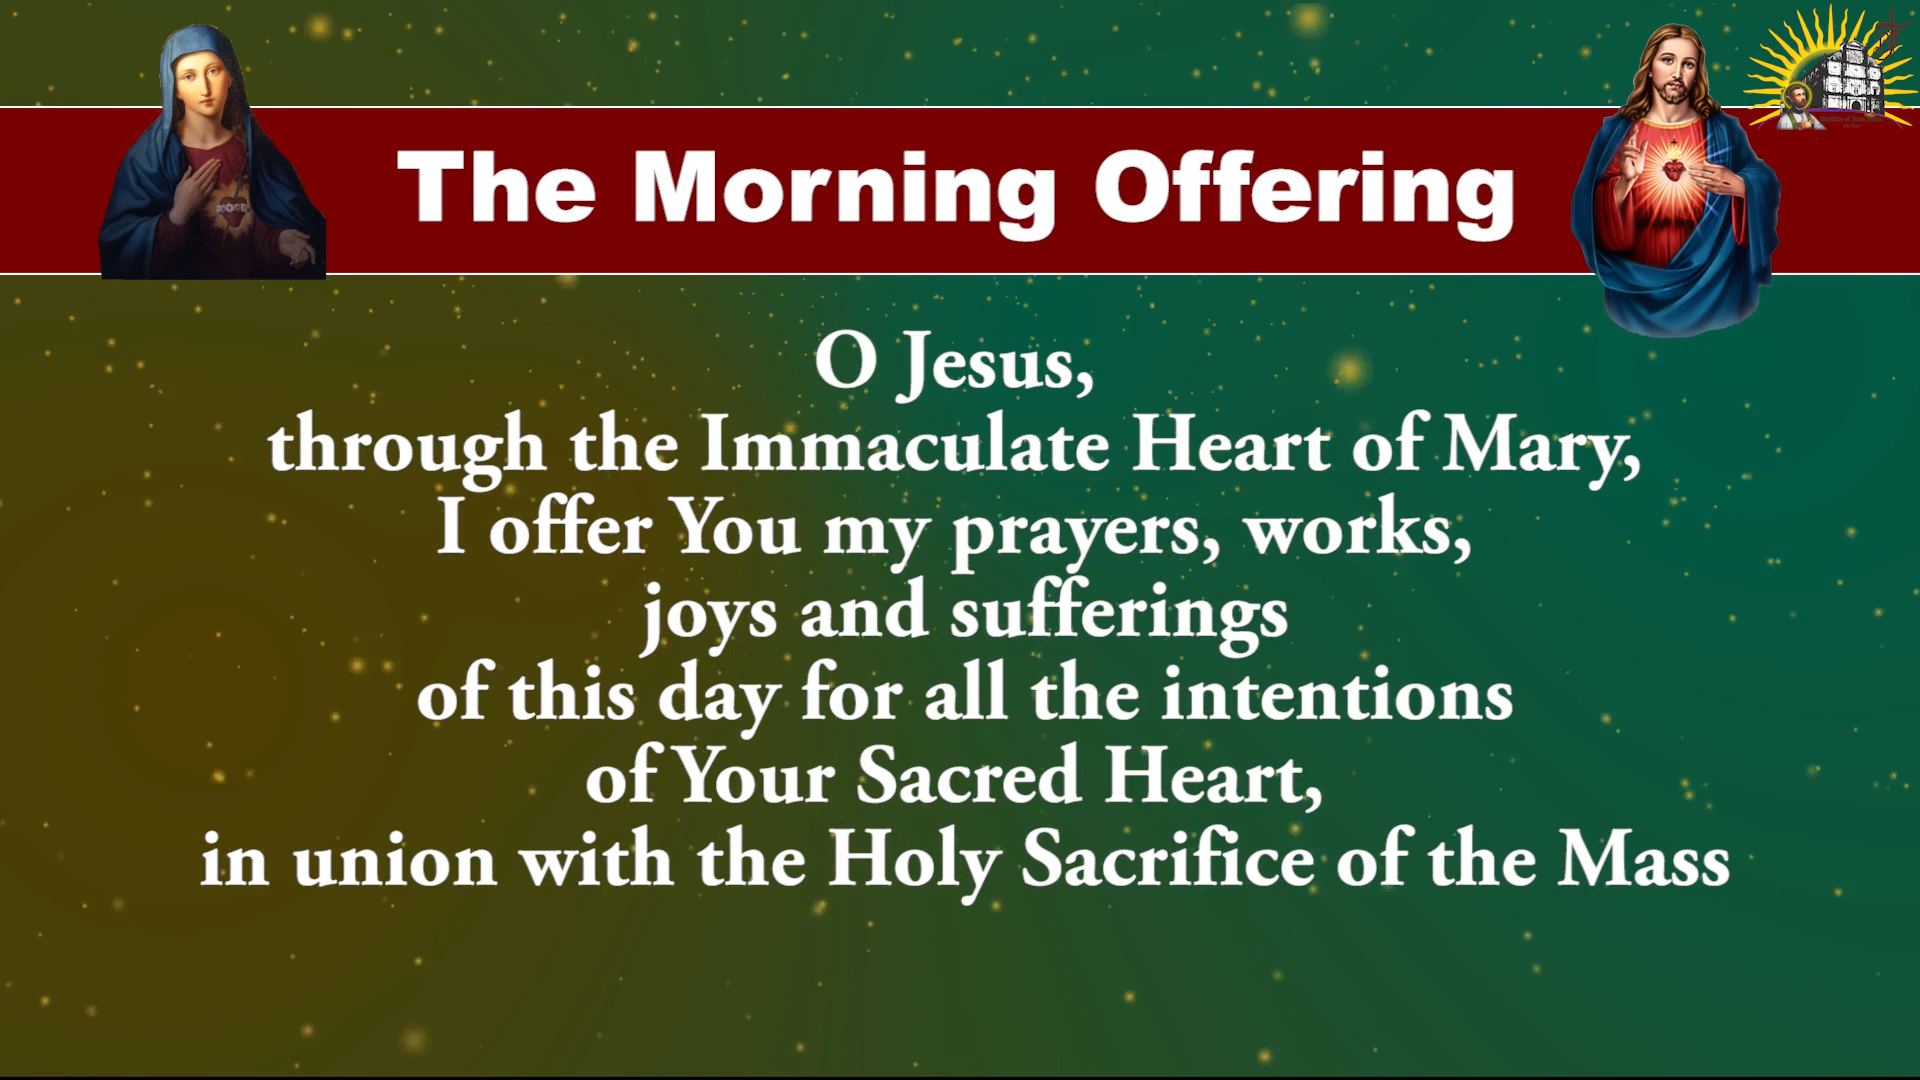 The Morning Offering
O Jesus,
through the Immaculate Heart of Mary,
I offer You my prayers, works,
joys and sufferings
of this day for all the intentions
of Your Sacred Heart,
in union with the Holy Sacrifice of the Mass